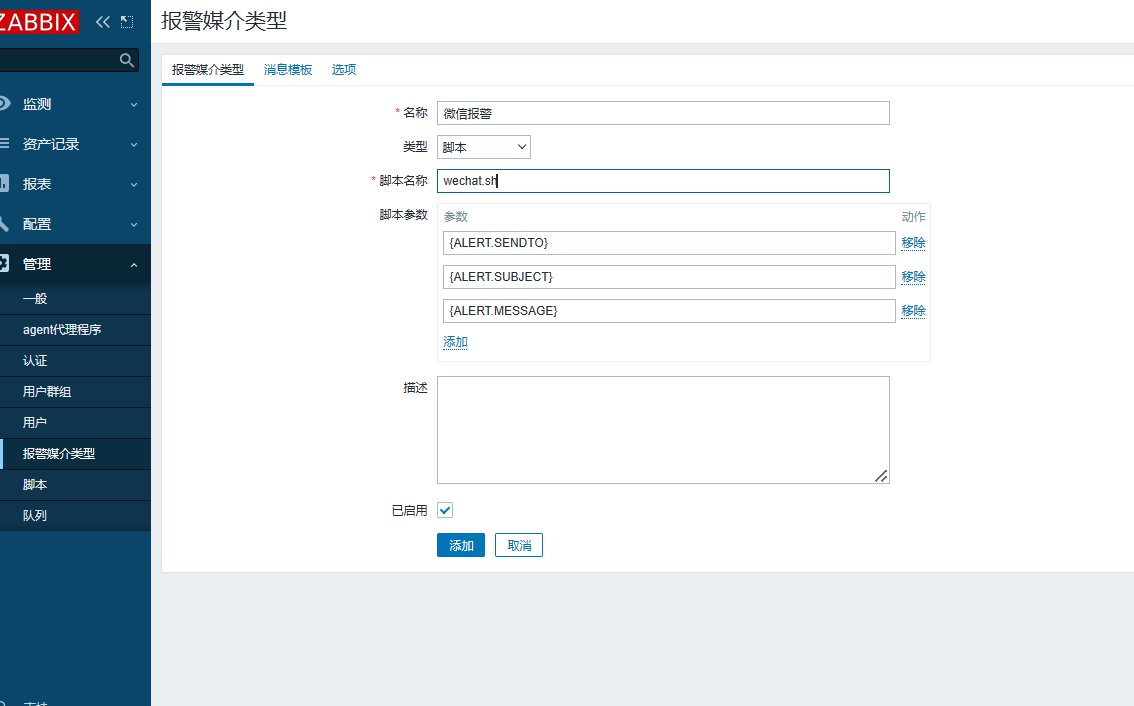 ZABBIX
报警媒介类型
监测
资产记录
报表
配置
管理
一般
agent代理程序
认证
用户群组
用户
报警媒介类型
脚本
队列
报警媒介类型 消息模板 选项
* 名称 微信报警
类型 脚本
* 脚本名称 wechat.sh
脚本参数 参数 动作
{ALERT.SENDTO} 移除
{ALERT.SUBJECT} 移除
{ALERT.MESSAGE} 移除
添加
描述
已启用
添加 取消